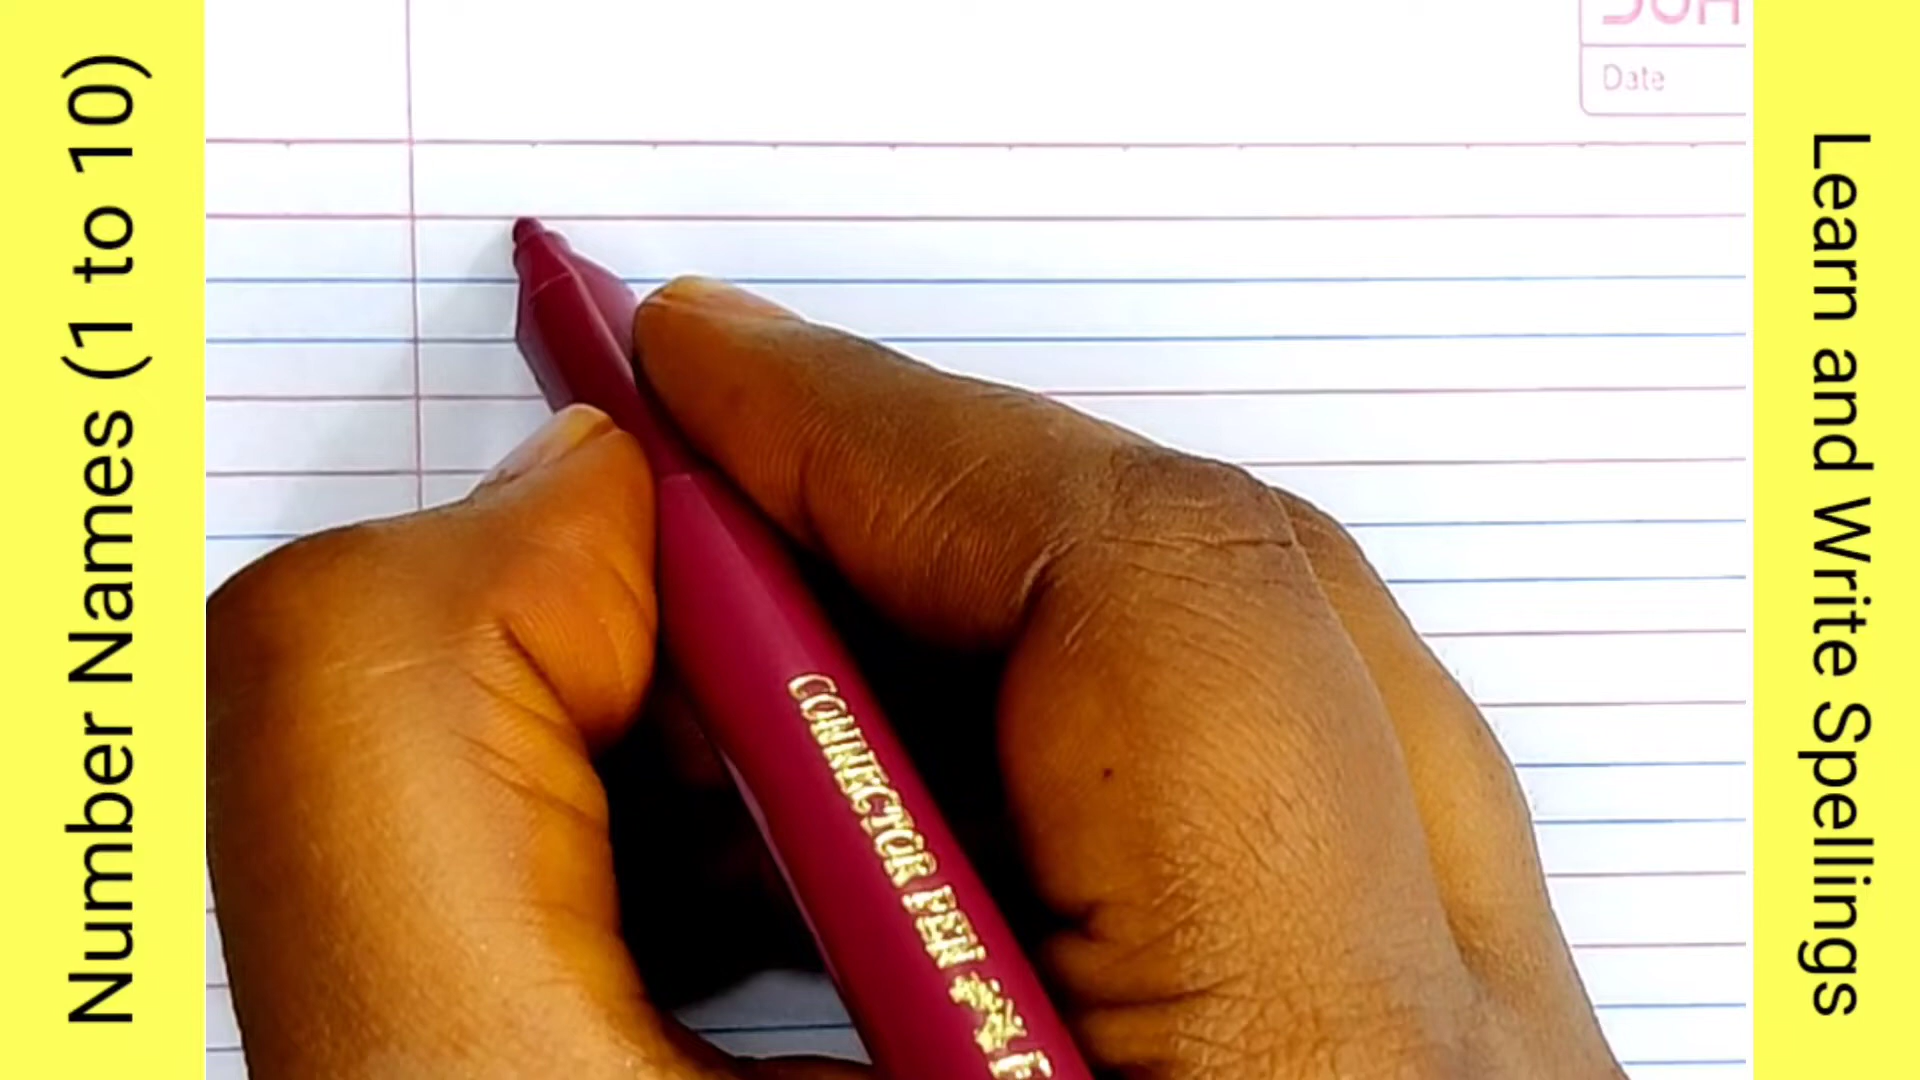 Number Names (1 to 10)
Date
CONNECTOR PEN
Learn and Write Spellings